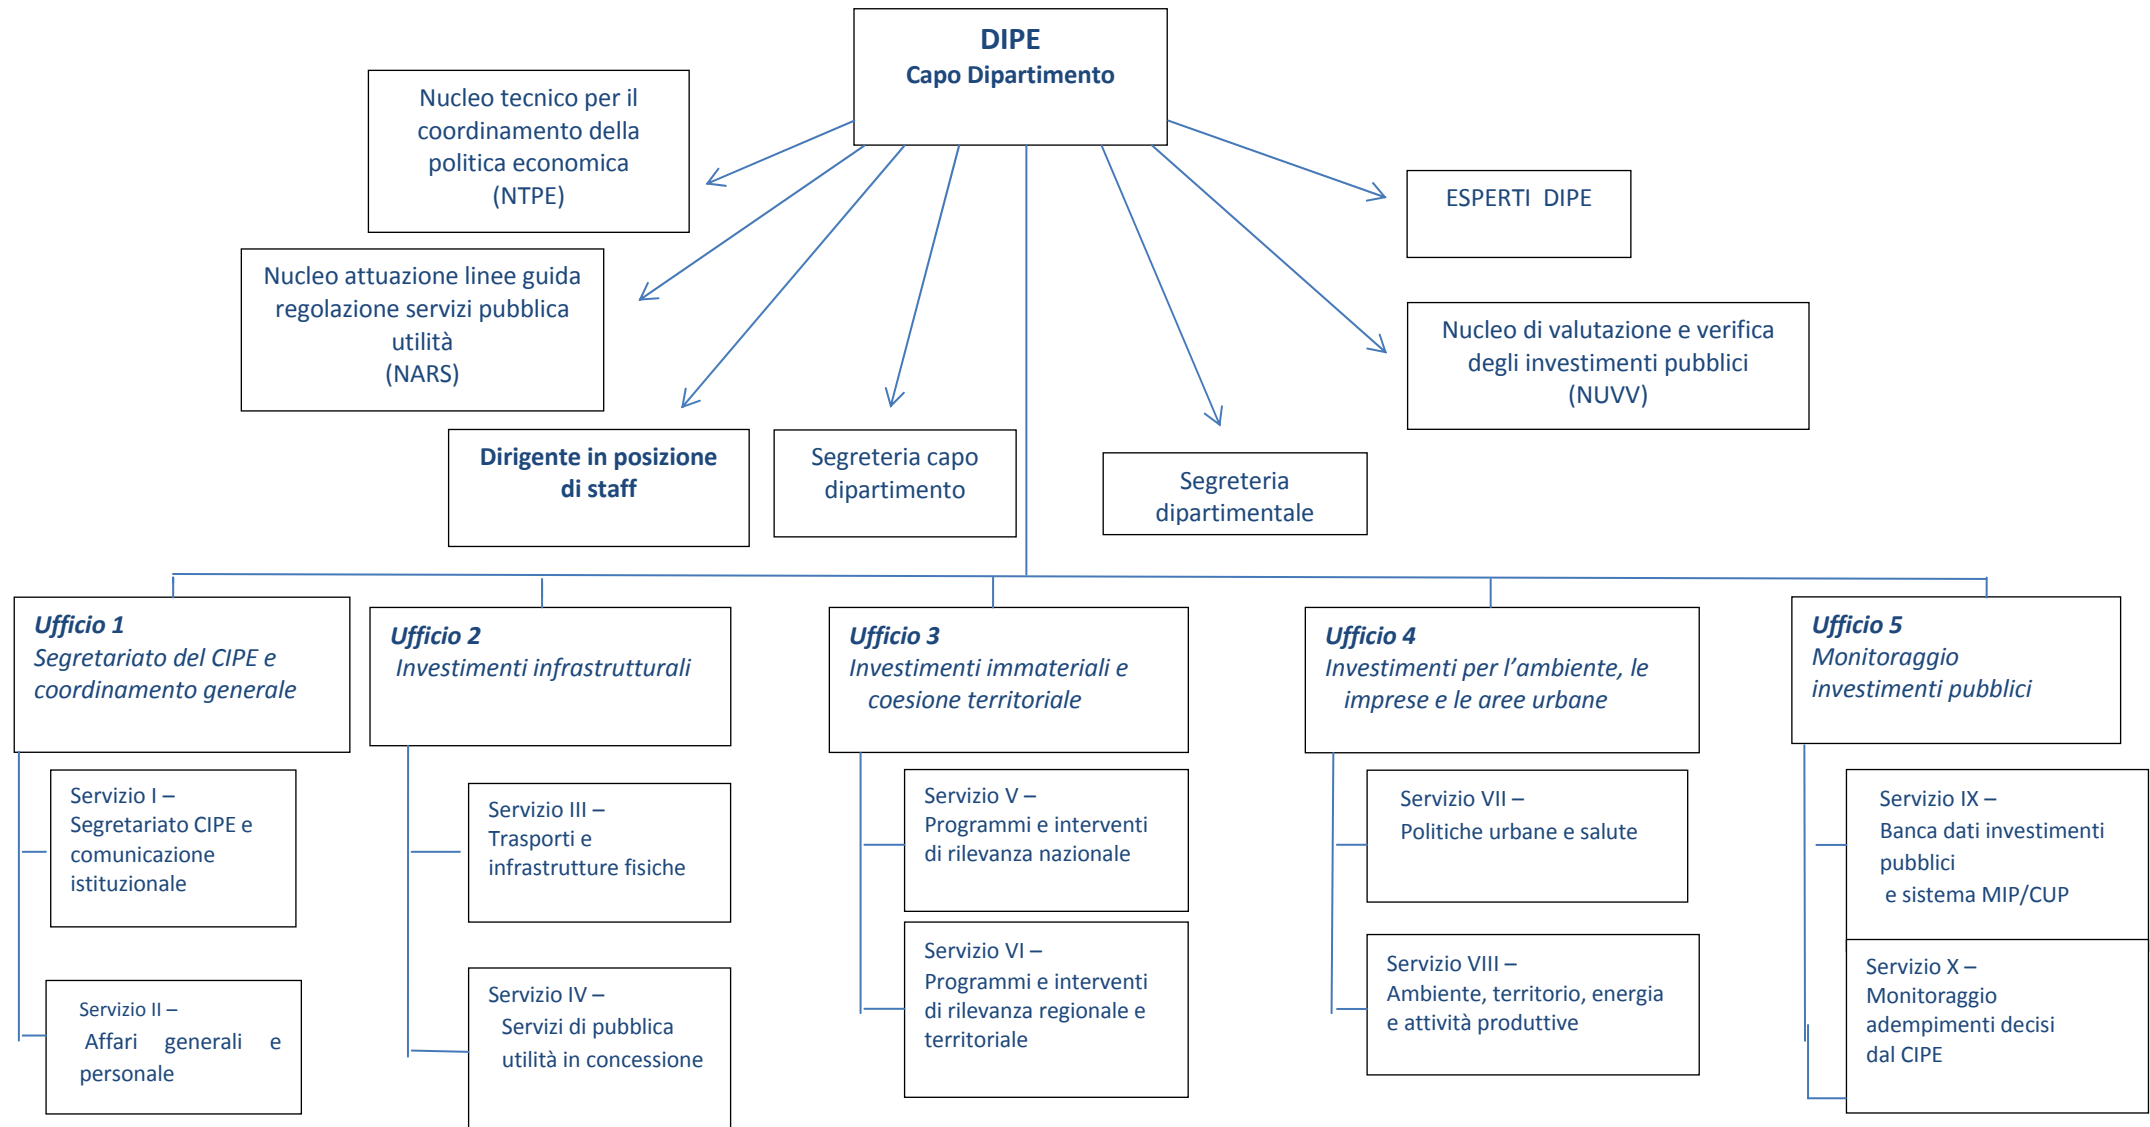 DIPE
Capo Dipartimento
Nucleo tecnico per il
coordinamento della
politica economica
(NTPE)
ESPERTI DIPE
Nucleo attuazione linee guida
regolazione servizi pubblica
utilità
(NARS)
Nucleo di valutazione e verifica
degli investimenti pubblici
(NUVV)
Dirigente in posizione
di staff
Segreteria capo
dipartimento
Segreteria
dipartimentale
Ufficio 1
Segretariato del CIPE e
coordinamento generale
Ufficio 2
Investimenti infrastrutturali
Ufficio 3
Investimenti immateriali e
coesione territoriale
Ufficio 4
Investimenti per l’ambiente, le
imprese e le aree urbane
Ufficio 5
Monitoraggio
investimenti pubblici
Servizio I –
Segretariato CIPE e
comunicazione
istituzionale
Servizio II –
Affari generali e
personale
Servizio III –
Trasporti e
infrastrutture fisiche
Servizio IV –
Servizi di pubblica
utilità in concessione
Servizio V –
Programmi e interventi
di rilevanza nazionale
Servizio VI –
Programmi e interventi
di rilevanza regionale e
territoriale
Servizio VII –
Politiche urbane e salute
Servizio VIII –
Ambiente, territorio, energia
e attività produttive
Servizio IX –
Banca dati investimenti
pubblici
e sistema MIP/CUP
Servizio X –
Monitoraggio
adempimenti decisi
dal CIPE